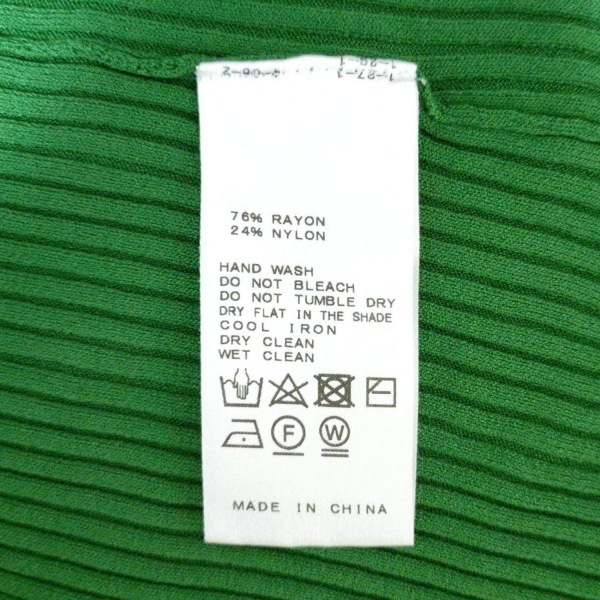 76% RAYON
24% NYLON
HAND WASH
DO NOT BLEACH
DO NOT TUMBLE DRY
DRY FLAT IN THE SHADE
COOL IRON
DRY CLEAN
WET CLEAN
F
W
MADE IN CHINA